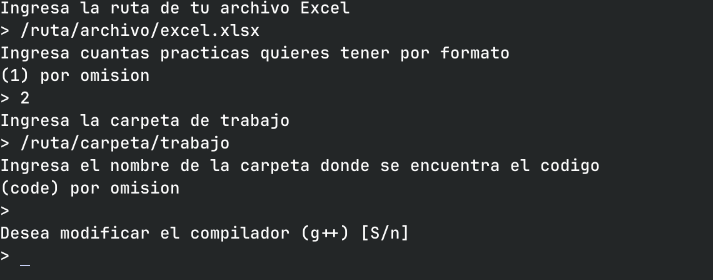 Ingresa la ruta de tu archivo Excel
> /ruta/archivo/excel.xlsx
Ingresa cuantas practicas quieres tener por formato
(1) por omision
> 2
Ingresa la carpeta de trabajo
> /ruta/carpeta/trabajo
Ingresa el nombre de la carpeta donde se encuentra el codigo
(code) por omision
>
Desea modificar el compilador (g++) [S/n]
> _